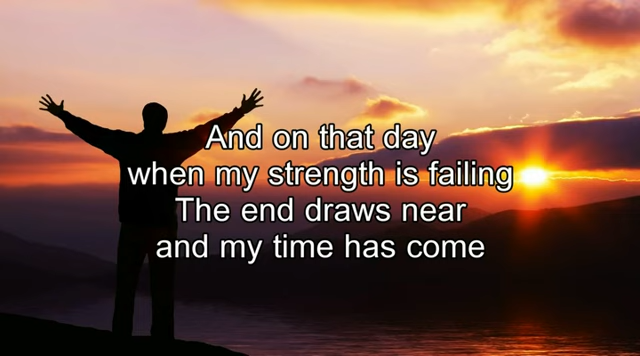 And on that day
when my strength is failing
The end draws near
and my time has come